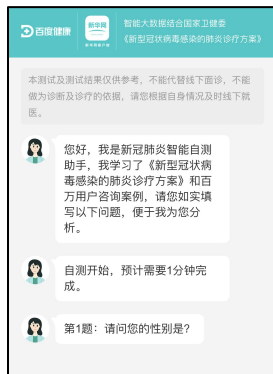 百度健康
新华网
新华网客户端
智能大数据结合国家卫健委
《新型冠状病毒感染的肺炎诊疗方案》
本测试及测试结果仅供参考，不能代替线下面诊，不能
做为诊断及诊疗的依据，请您根据自身情况及时线下就
医。
您好，我是新冠肺炎智能自测
助手，我学习了《新型冠状病
毒感染的肺炎诊疗方案》和百
万用户咨询案例，请您如实填
写以下问题，便于我为您分
析。
自测开始，预计需要1分钟完
成。
第1题：请问您的性别是？